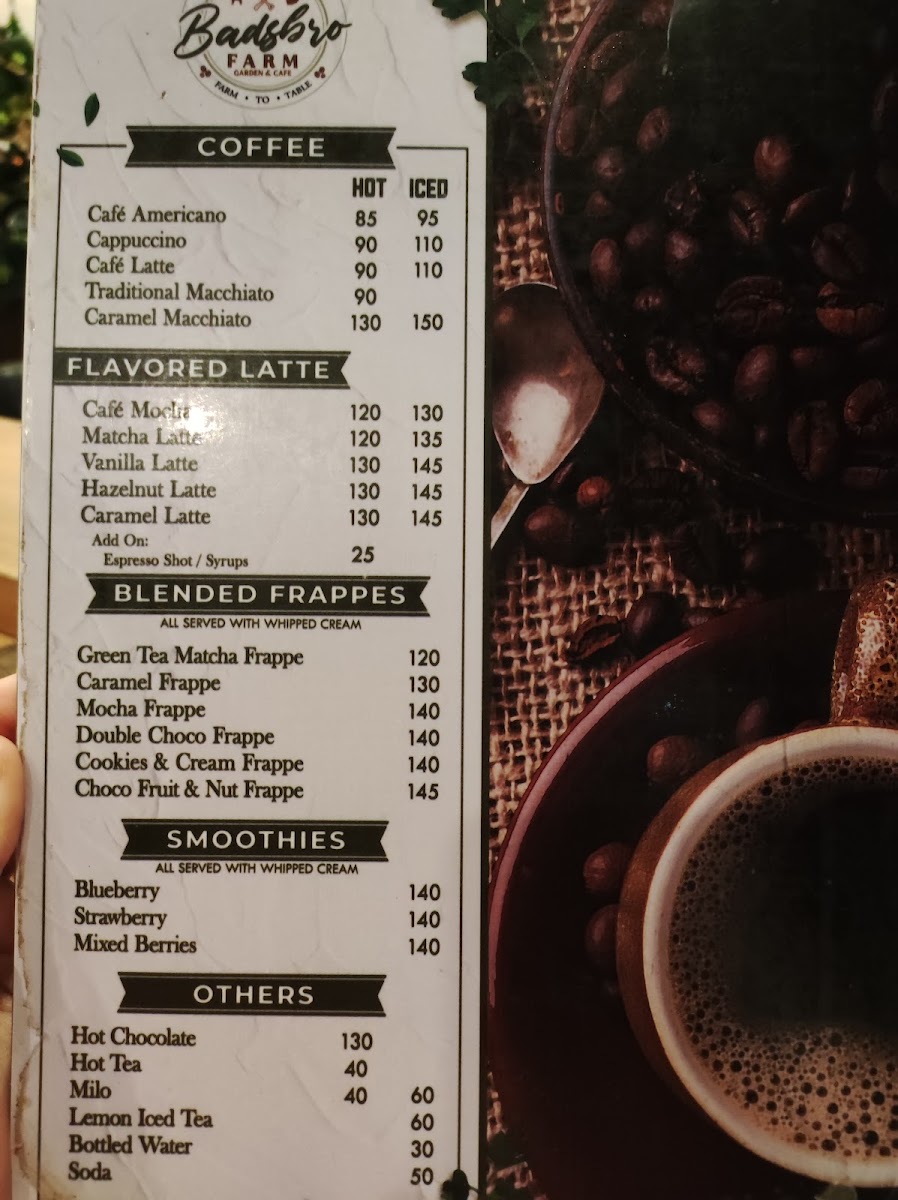 Badsbro
FARM
GARDEN & CAFE
FARM • TO • TABLE
COFFEE
HOT ICED
Café Americano 85 95
Cappuccino 90 110
Café Latte 90 110
Traditional Macchiato 90
Caramel Macchiato 130 150
FLAVORED LATTE
Café Mocha 120 130
Matcha Latte 120 135
Vanilla Latte 130 145
Hazelnut Latte 130 145
Caramel Latte 130 145
Add On:
Espresso Shot / Syrups 25
BLENDED FRAPPES
ALL SERVED WITH WHIPPED CREAM
Green Tea Matcha Frappe 120
Caramel Frappe 130
Mocha Frappe 140
Double Choco Frappe 140
Cookies & Cream Frappe 140
Choco Fruit & Nut Frappe 145
SMOOTHIES
ALL SERVED WITH WHIPPED CREAM
Blueberry 140
Strawberry 140
Mixed Berries 140
OTHERS
Hot Chocolate 130
Hot Tea 40
Milo 40 60
Lemon Iced Tea 60
Bottled Water 30
Soda 50